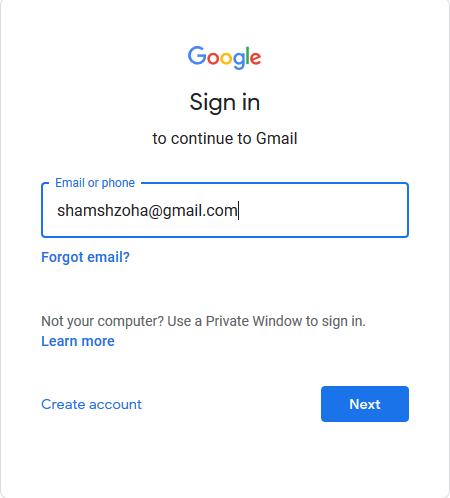 Google
Sign in
to continue to Gmail
Email or phone
shamshzoha@gmail.com
Forgot email?
Not your computer? Use a Private Window to sign in.
Learn more
Create account
Next